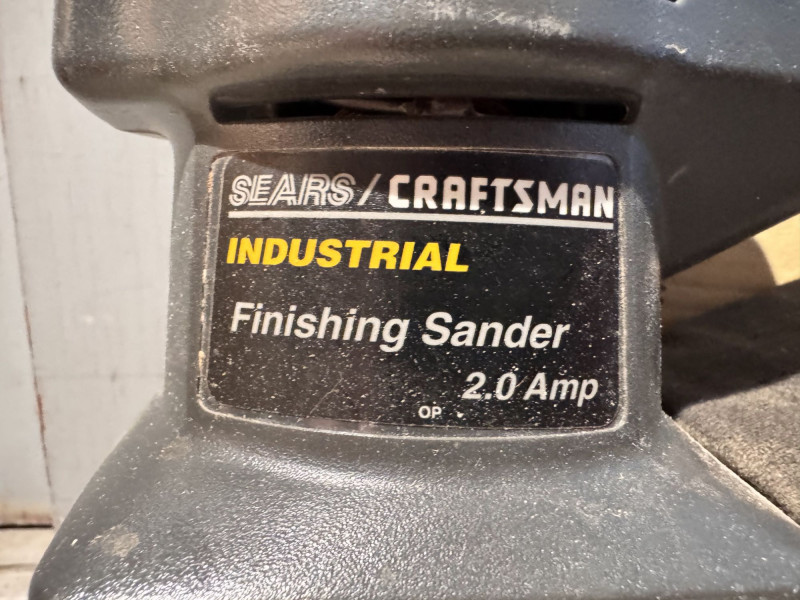 SEARS / CRAFTSMAN
INDUSTRIAL
Finishing Sander
2.0 Amp
OP